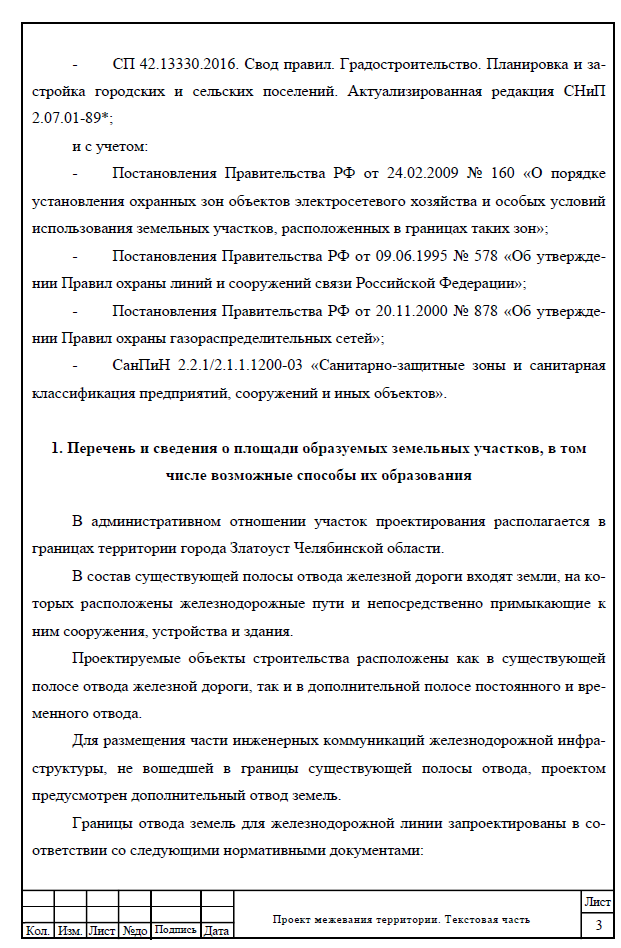 - СП 42.13330.2016. Свод правил. Градостроительство. Планировка и за-
стройка городских и сельских поселений. Актуализированная редакция СНиП
2.07.01-89*;
и с учетом:
- Постановления Правительства РФ от 24.02.2009 № 160 «О порядке
установления охранных зон объектов электросетевого хозяйства и особых условий
использования земельных участков, расположенных в границах таких зон»;
- Постановления Правительства РФ от 09.06.1995 № 578 «Об утвержде-
нии Правил охраны линий и сооружений связи Российской Федерации»;
- Постановления Правительства РФ от 20.11.2000 № 878 «Об утвержде-
нии Правил охраны газораспределительных сетей»;
- СанПиН 2.2.1/2.1.1.1200-03 «Санитарно-защитные зоны и санитарная
классификация предприятий, сооружений и иных объектов».
1. Перечень и сведения о площади образуемых земельных участков, в том
числе возможные способы их образования
В административном отношении участок проектирования располагается в
границах территории города Златоуст Челябинской области.
В состав существующей полосы отвода железной дороги входят земли, на ко-
торых расположены железнодорожные пути и непосредственно примыкающие к
ним сооружения, устройства и здания.
Проектируемые объекты строительства расположены как в существующей
полосе отвода железной дороги, так и в дополнительной полосе постоянного и вре-
менного отвода.
Для размещения части инженерных коммуникаций железнодорожной инфра-
структуры, не вошедшей в границы существующей полосы отвода, проектом
предусмотрен дополнительный отвод земель.
Границы отвода земель для железнодорожной линии запроектированы в со-
ответствии со следующими нормативными документами:
Кол. Изм. Лист №до Подпись Дата
Проект межевания территории. Текстовая часть
Лист
3